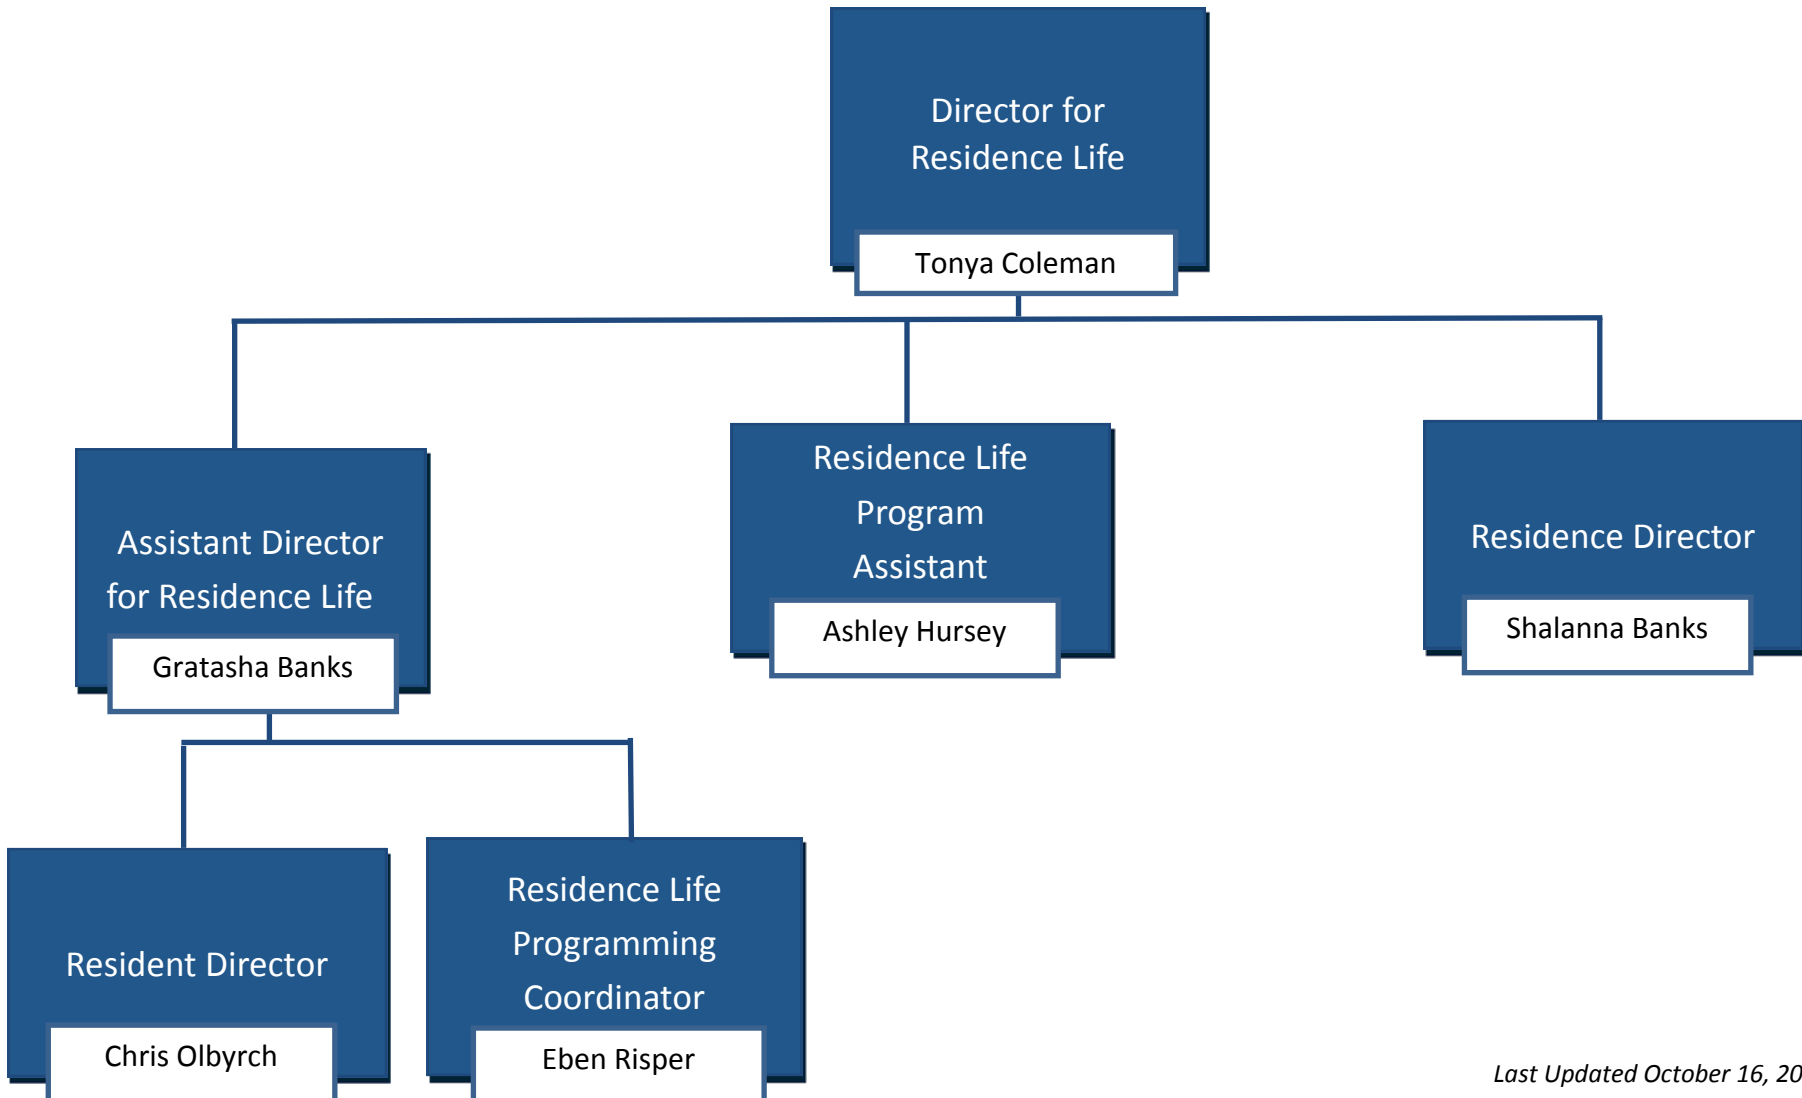 Director for
Residence Life
Tonya Coleman
Assistant Director
for Residence Life
Gratasha Banks
Residence Life
Program
Assistant
Ashley Hursey
Residence Director
Shalanna Banks
Resident Director
Chris Olbyrch
Residence Life
Programming
Coordinator
Eben Risper
Last Updated October 16, 20